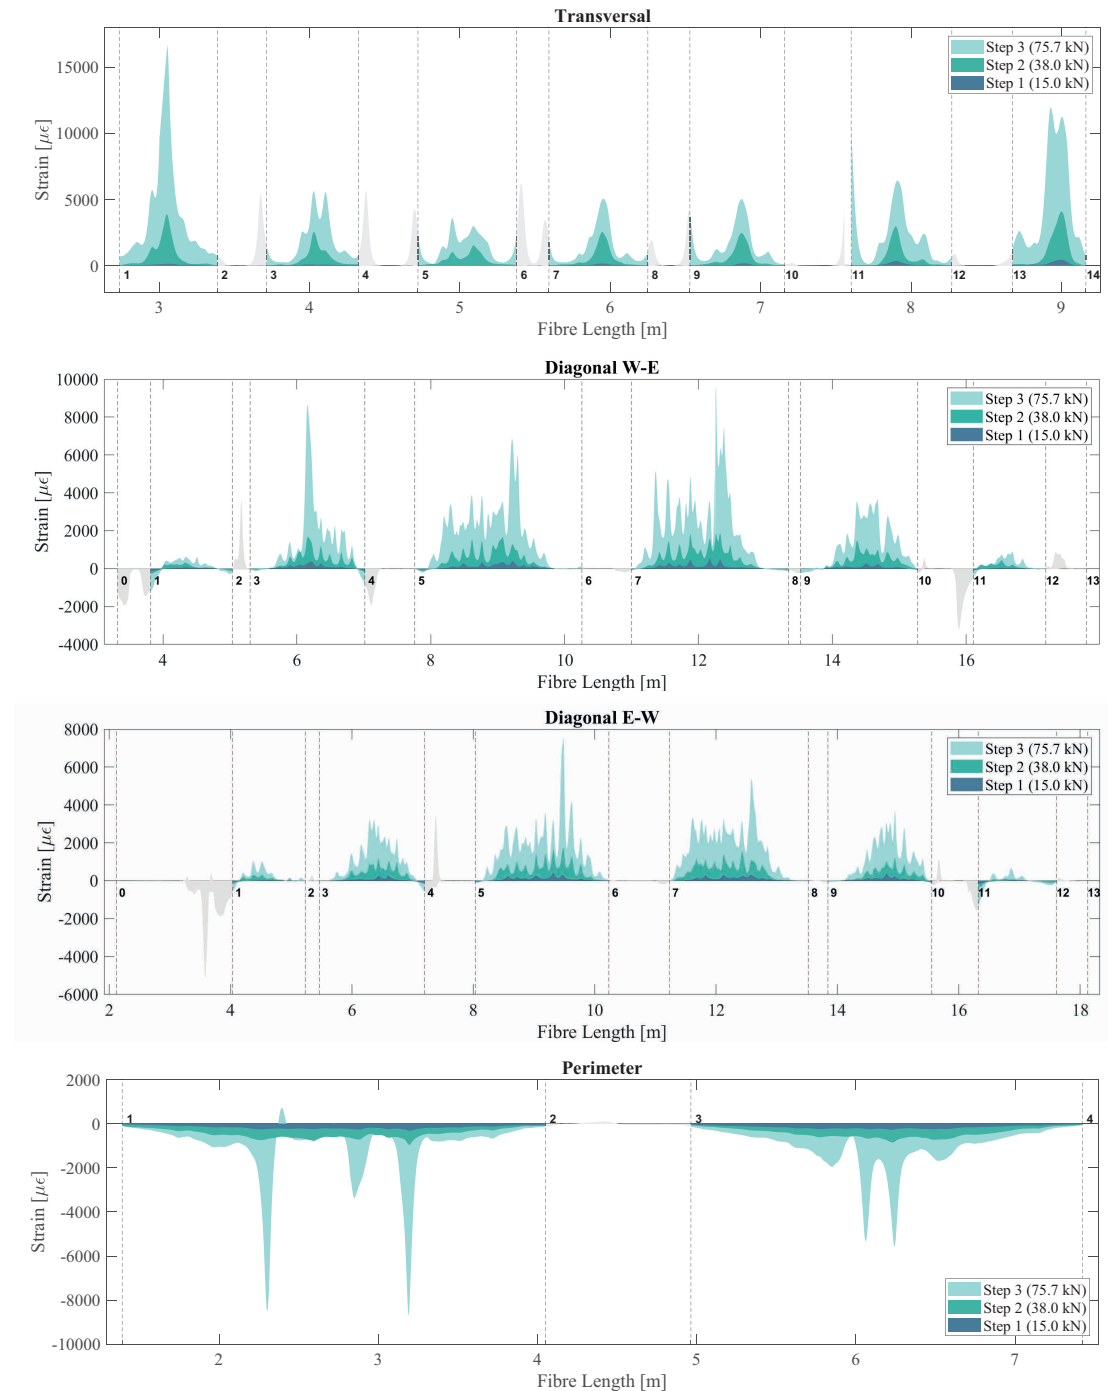 Transversal
Step 3 (75.7 kN)
Step 2 (38.0 kN)
Step 1 (15.0 kN)
15000
10000
5000
0
Strain [με]
1 2 3 4 5 6 7 8 9 10 11 12 13 14
3 4 5 6 7 8 9
Fibre Length [m]
Diagonal W-E
Step 3 (75.7 kN)
Step 2 (38.0 kN)
Step 1 (15.0 kN)
10000
8000
6000
4000
2000
0
-2000
-4000
Strain [με]
0 1 2 3 4 5 6 7 8 9 10 11 12 13
4 6 8 10 12 14 16
Fibre Length [m]
Diagonal E-W
Step 3 (75.7 kN)
Step 2 (38.0 kN)
Step 1 (15.0 kN)
8000
6000
4000
2000
0
-2000
-4000
-6000
Strain [με]
0 1 2 3 4 5 6 7 8 9 10 11 12 13
2 4 6 8 10 12 14 16 18
Fibre Length [m]
Perimeter
2000
0
-2000
-4000
-6000
-8000
-10000
Strain [με]
1 2 3 4
Step 3 (75.7 kN)
Step 2 (38.0 kN)
Step 1 (15.0 kN)
2 3 4 5 6 7
Fibre Length [m]